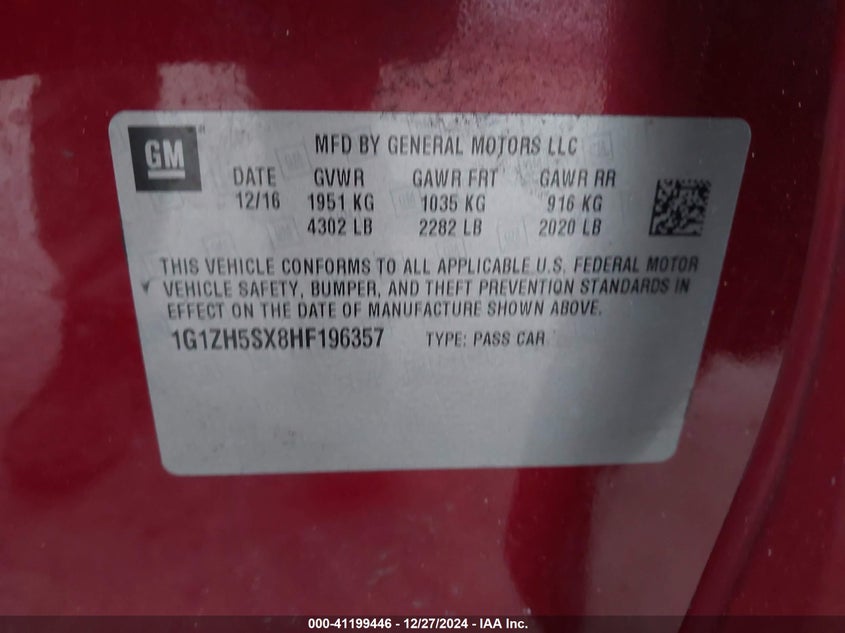 GM
MFD BY GENERAL MOTORS LLC
DATE GVWR GAWR FRT GAWR RR
12/16 1951 KG 1035 KG 916 KG
4302 LB 2282 LB 2020 LB
THIS VEHICLE CONFORMS TO ALL APPLICABLE U.S. FEDERAL MOTOR
VEHICLE SAFETY, BUMPER, AND THEFT PREVENTION STANDARDS IN
EFFECT ON THE DATE OF MANUFACTURE SHOWN ABOVE.
1G1ZH5SX8HF196357 TYPE: PASS CAR
000-41199446 - 12/27/2024 - IAA Inc.